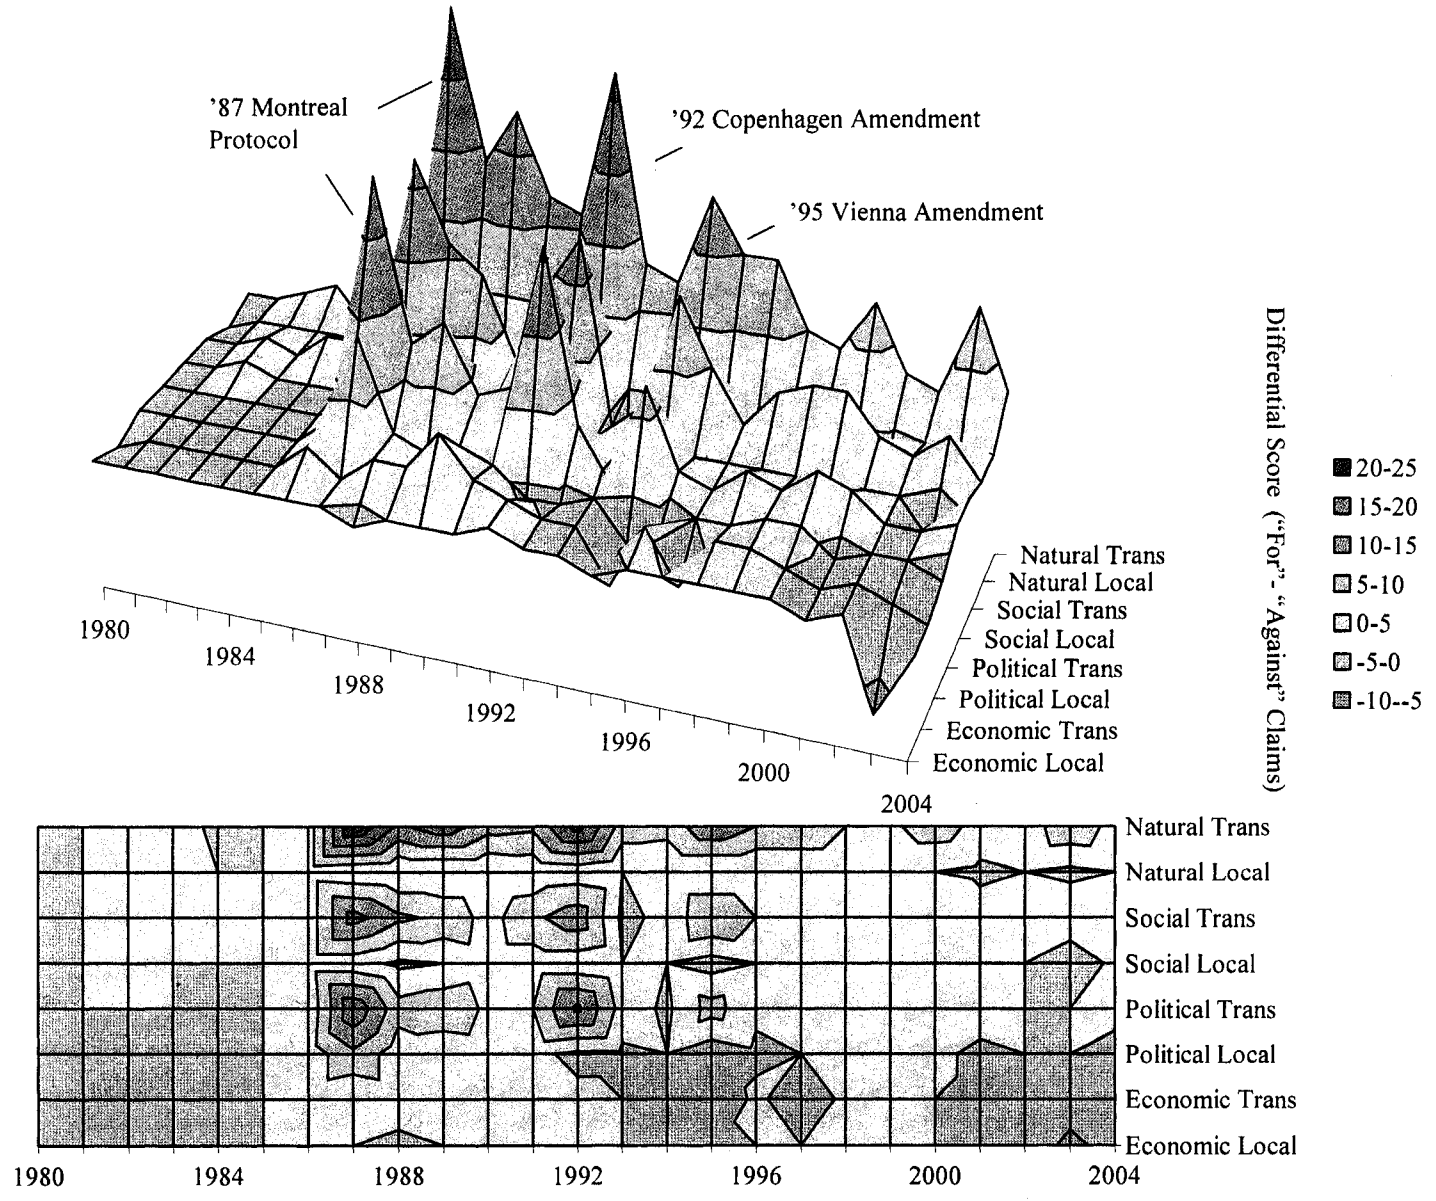 ’87 Montreal
Protocol
’92 Copenhagen Amendment
’95 Vienna Amendment
1980
1984
1988
1992
1996
2000
2004
Natural Trans
Natural Local
Social Trans
Social Local
Political Trans
Political Local
Economic Trans
Economic Local
Differential Score (“For”- “Against” Claims)
20-25
15-20
10-15
5-10
0-5
-5-0
-10--5
Natural Trans
Natural Local
Social Trans
Social Local
Political Trans
Political Local
Economic Trans
Economic Local
1980
1984
1988
1992
1996
2000
2004